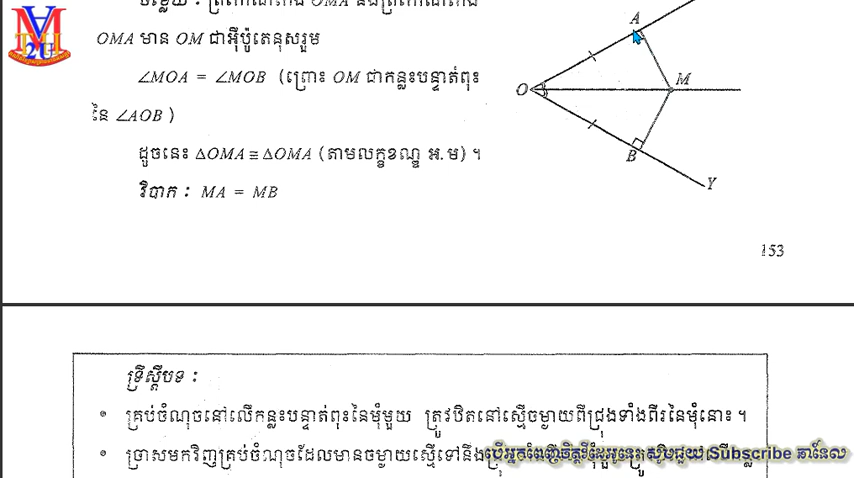 OMA មាន OM ជាអ៊ីប៉ូតេនុសរួម
∠MOA = ∠MOB (ព្រោះ OM ជាកន្លះបន្ទាត់ពុះ
នៃ ∠AOB )
ដូចនេះ ΔOMA ≅ ΔOMA (តាមលក្ខខណ្ឌ អ.ម) ។
វិបាក : MA = MB
A
O
M
B
Y
153
ទ្រឹស្តីបទ :
• គ្រប់ចំណុចនៅលើកន្លះបន្ទាត់ពុះនៃមុំមួយ ត្រូវឋិតនៅស្មើចម្ងាយពីជ្រុងទាំងពីរនៃមុំនោះ ។
• ច្រាសមកវិញគ្រប់ចំណុចដែលមានចម្ងាយស្មើទៅនឹង
Subscribe ឆានែល